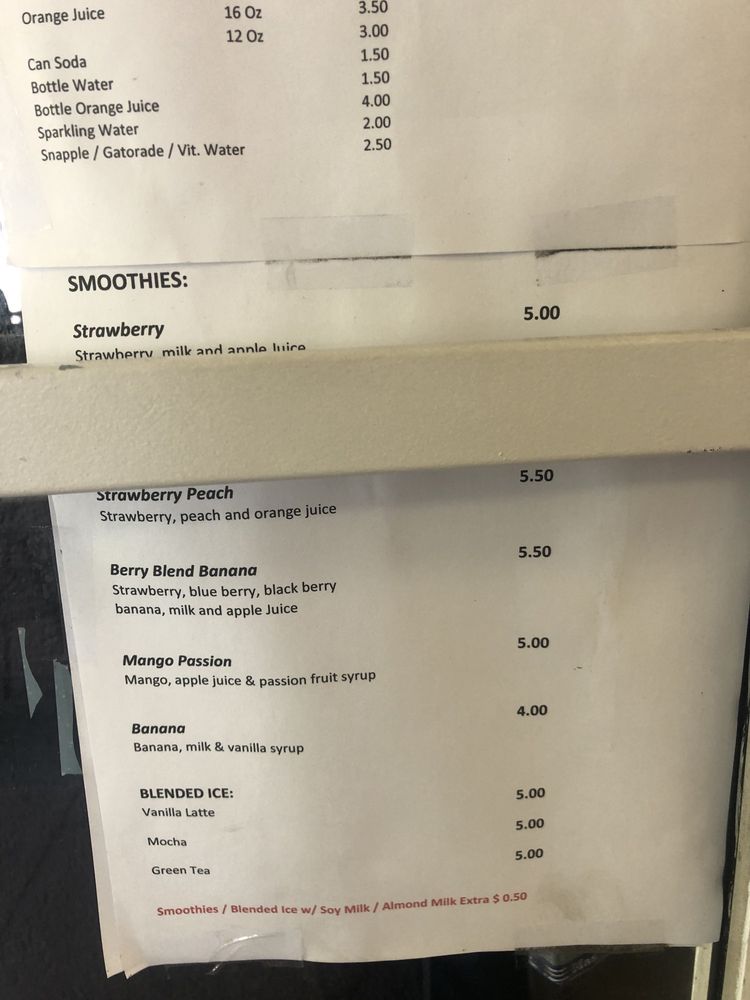 Orange Juice 16 Oz 3.50
12 Oz 3.00
Can Soda 1.50
Bottle Water 1.50
Bottle Orange Juice 4.00
Sparkling Water 2.00
Snapple / Gatorade / Vit. Water 2.50
SMOOTHIES:
Strawberry 5.00
Strawberry, milk and apple Juice
Strawberry Peach 5.50
Strawberry, peach and orange juice
Berry Blend Banana 5.50
Strawberry, blue berry, black berry
banana, milk and apple Juice
Mango Passion 5.00
Mango, apple juice & passion fruit syrup
Banana 4.00
Banana, milk & vanilla syrup
BLENDED ICE:
Vanilla Latte 5.00
Mocha 5.00
Green Tea 5.00
Smoothies / Blended Ice w/ Soy Milk / Almond Milk Extra $ 0.50